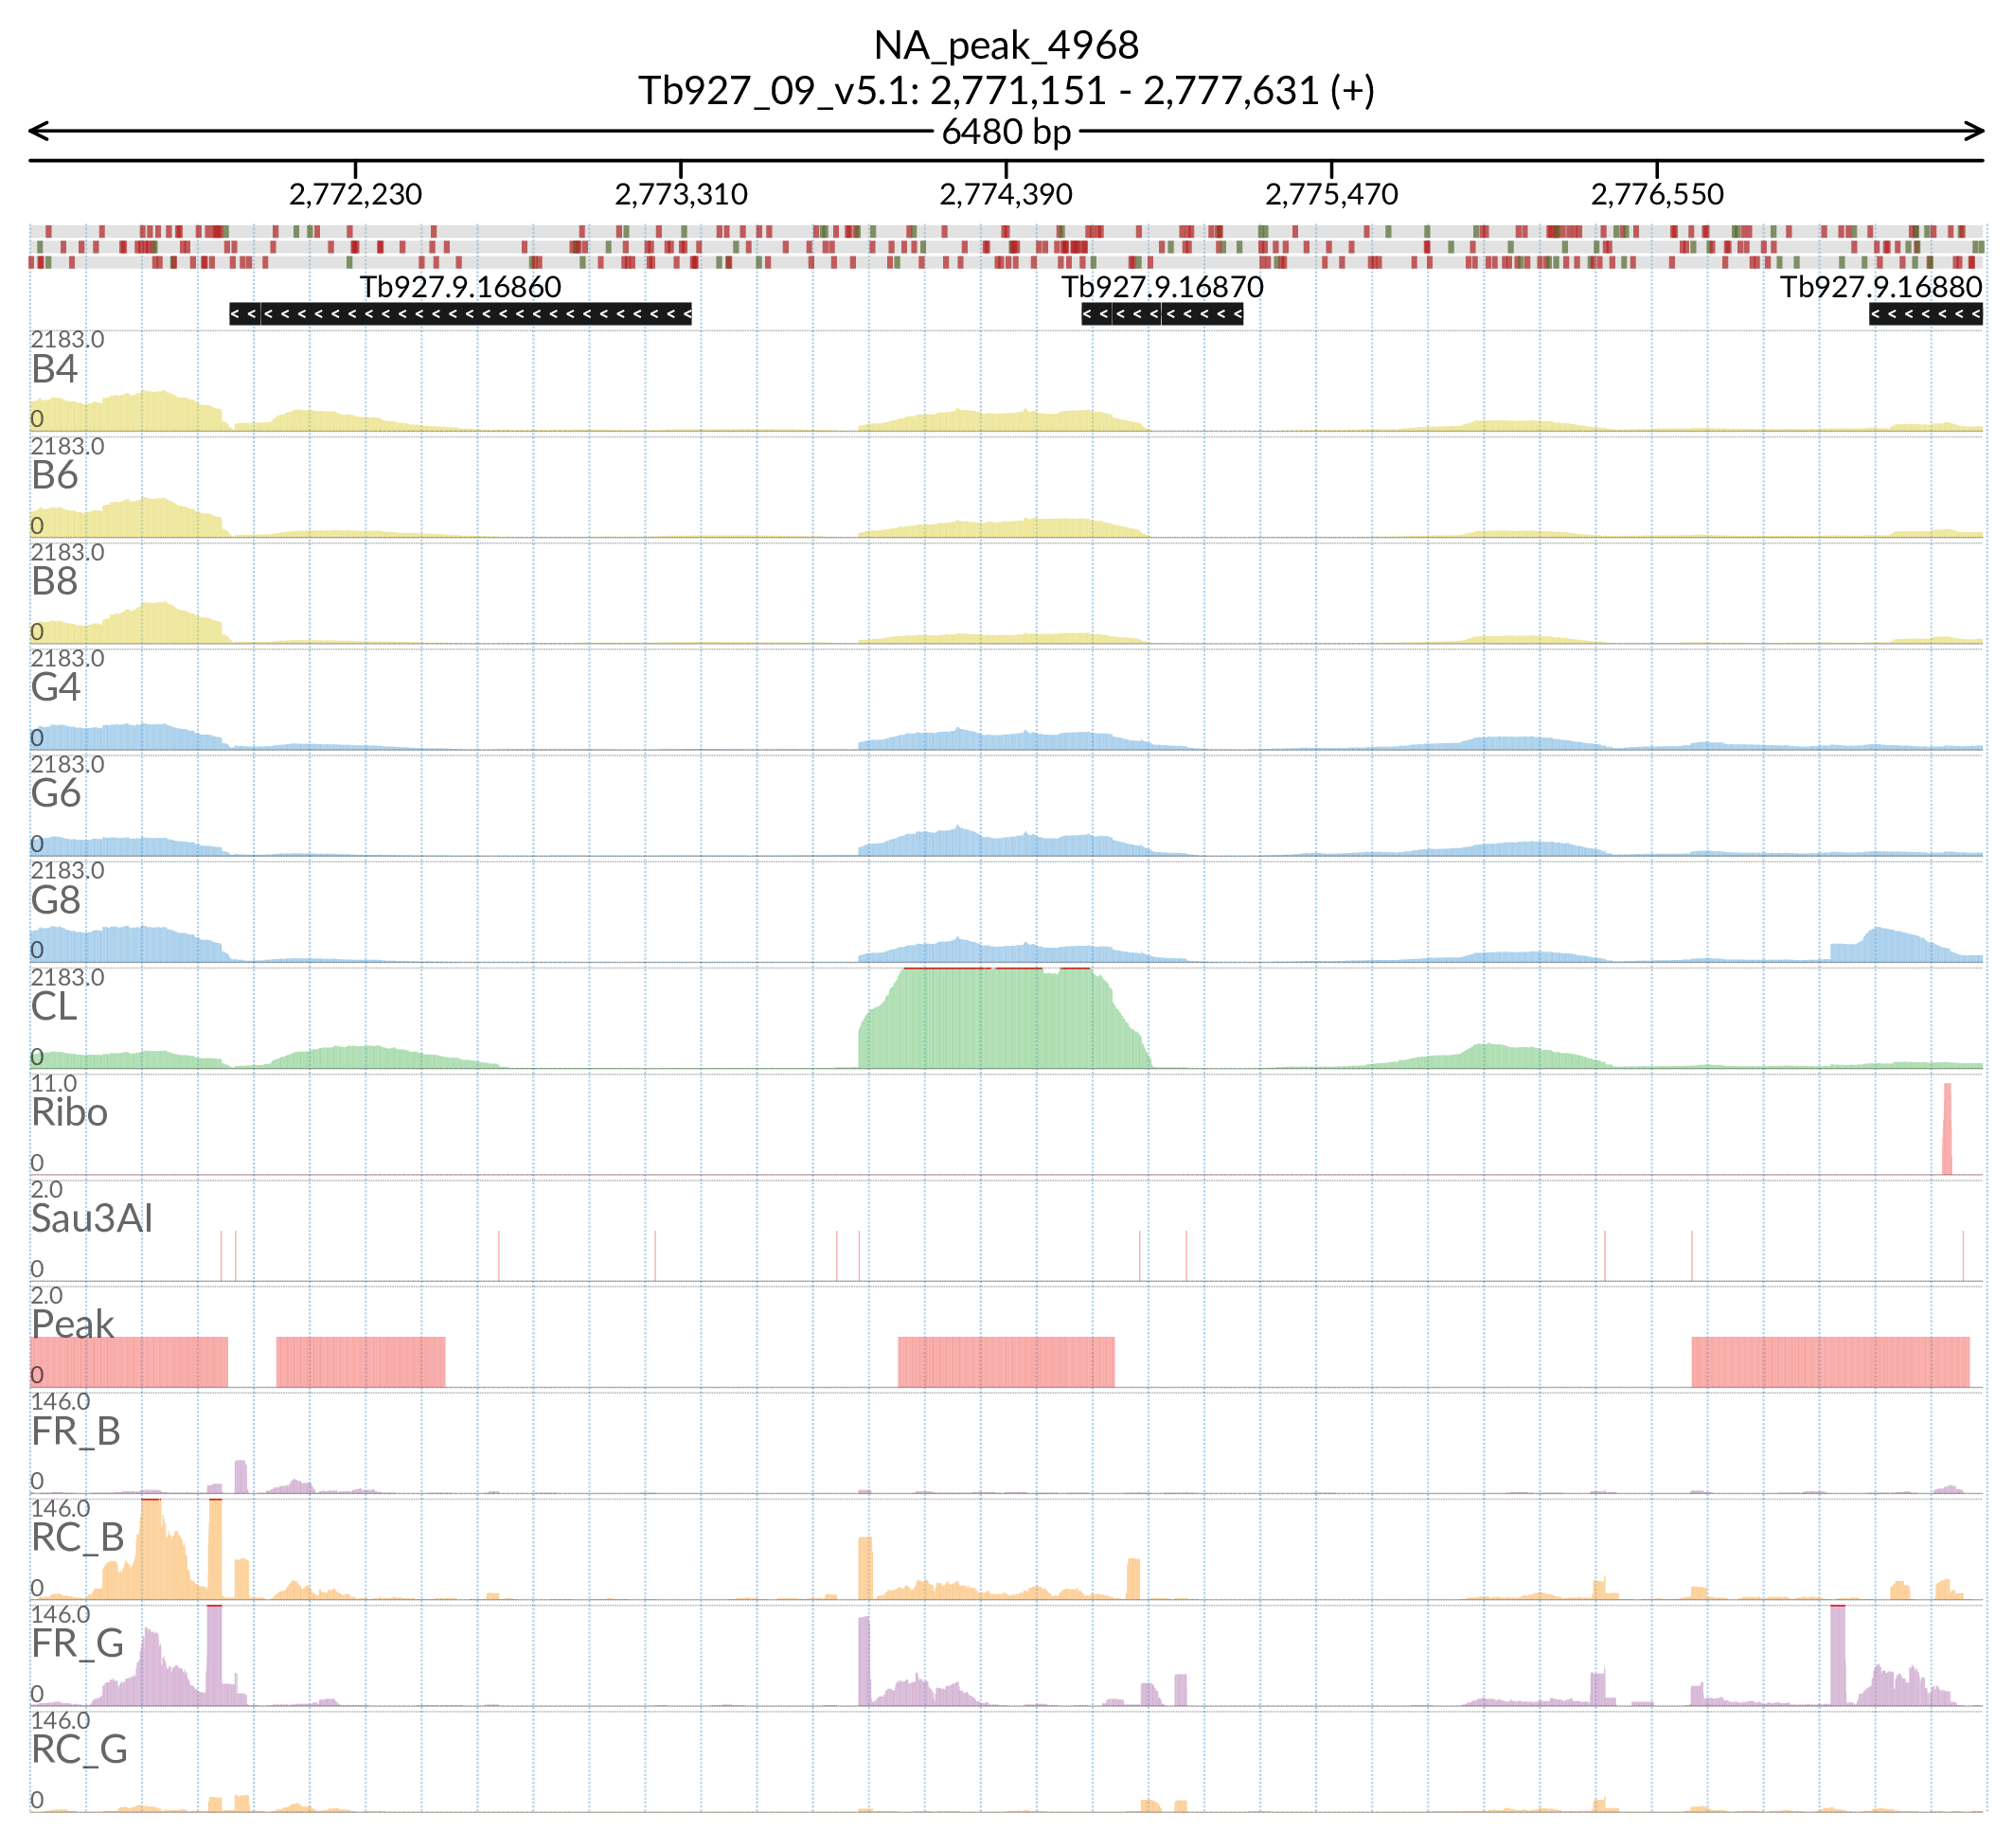 NA_peak_4968
Tb927_09_v5.1: 2,771,151 - 2,777,631 (+)
6480 bp
2,772,230 2,773,310 2,774,390 2,775,470 2,776,550
Tb927.9.16860 Tb927.9.16870 Tb927.9.16880
2183.0
B4
0
2183.0
B6
0
2183.0
B8
0
2183.0
G4
0
2183.0
G6
0
2183.0
G8
0
2183.0
CL
0
11.0
Ribo
0
2.0
Sau3AI
0
2.0
Peak
0
146.0
FR_B
0
146.0
RC_B
0
146.0
FR_G
0
146.0
RC_G
0